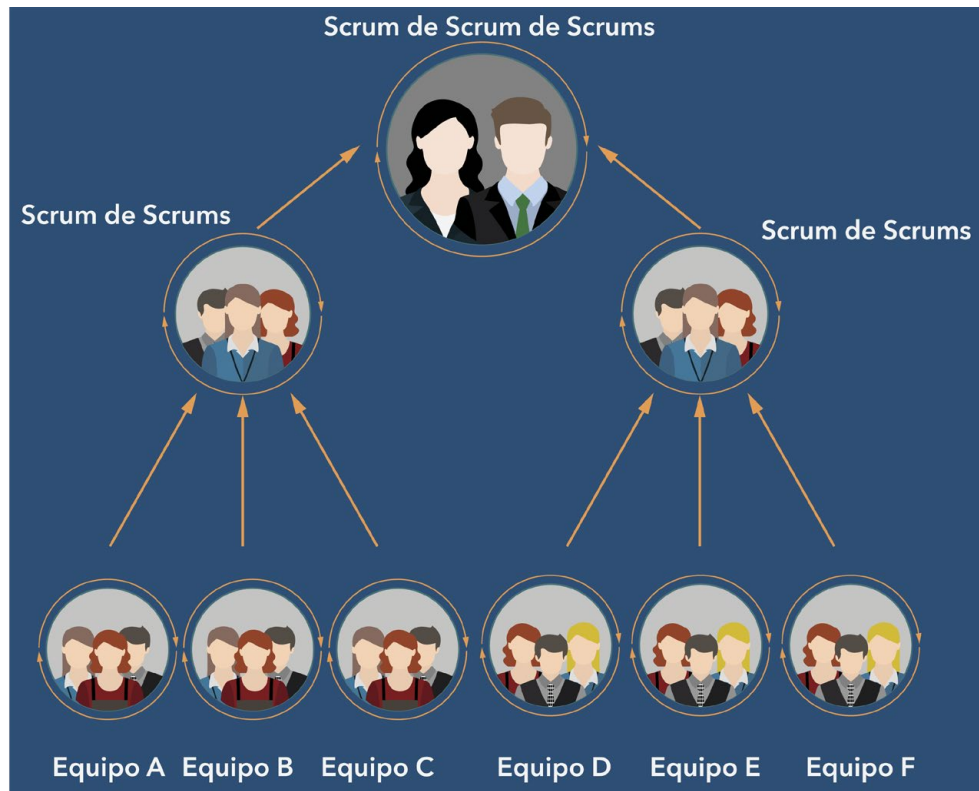 Scrum de Scrum de Scrums
Scrum de Scrums
Scrum de Scrums
Equipo A
Equipo B
Equipo C
Equipo D
Equipo E
Equipo F